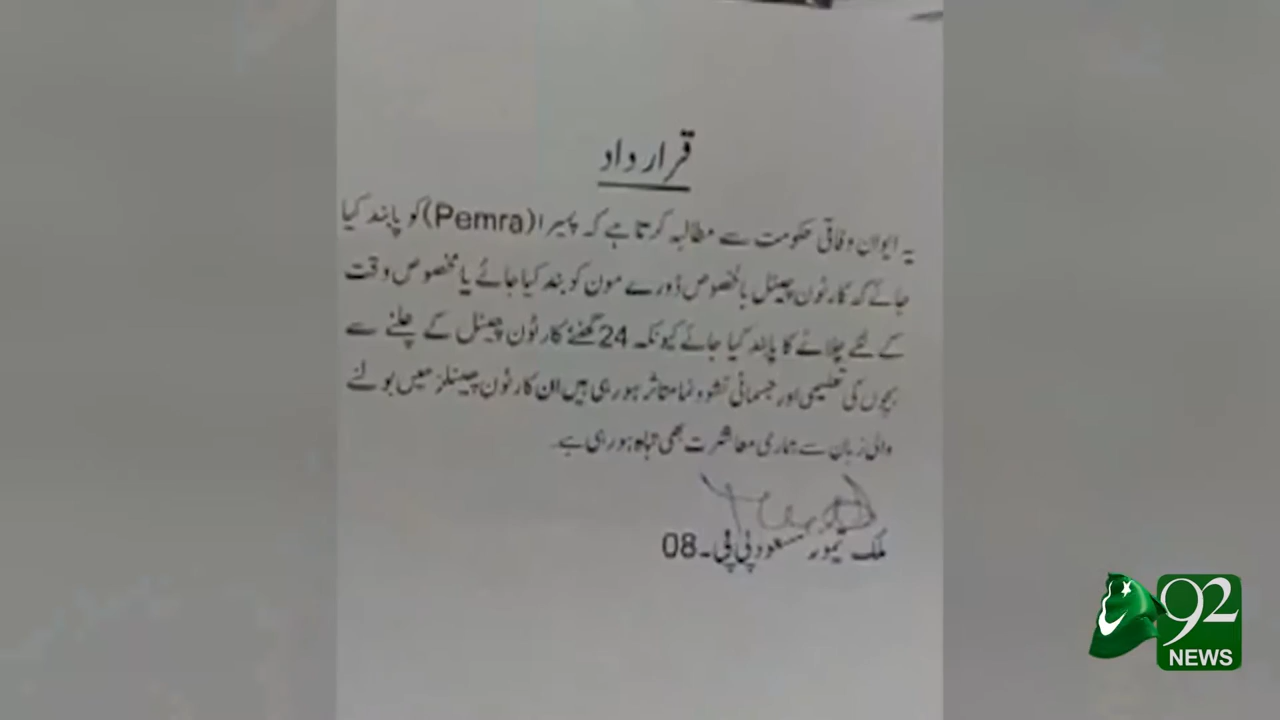 قرارداد
یہ ایوان وفاقی حکومت سے مطالبہ کرتا ہے کہ پیمرا (Pemra) کو پابند کیا
جائے کہ کارٹون چینل بالخصوص ڈورے مون کو بند کیا جائے یا مخصوص وقت
کے لئے چلانے کا پابند کیا جائے کیونکہ 24 گھنٹے کارٹون چینل کے چلنے سے
بچوں کی تعلیمی اور جسمانی نشوونما متاثر ہو رہی ہیں ان کارٹون چینلز میں بولنے
والی زبان سے ہماری معاشرت بھی تباہ ہو رہی ہے۔
ملک تیمور مسعود پی پی۔08
92
NEWS